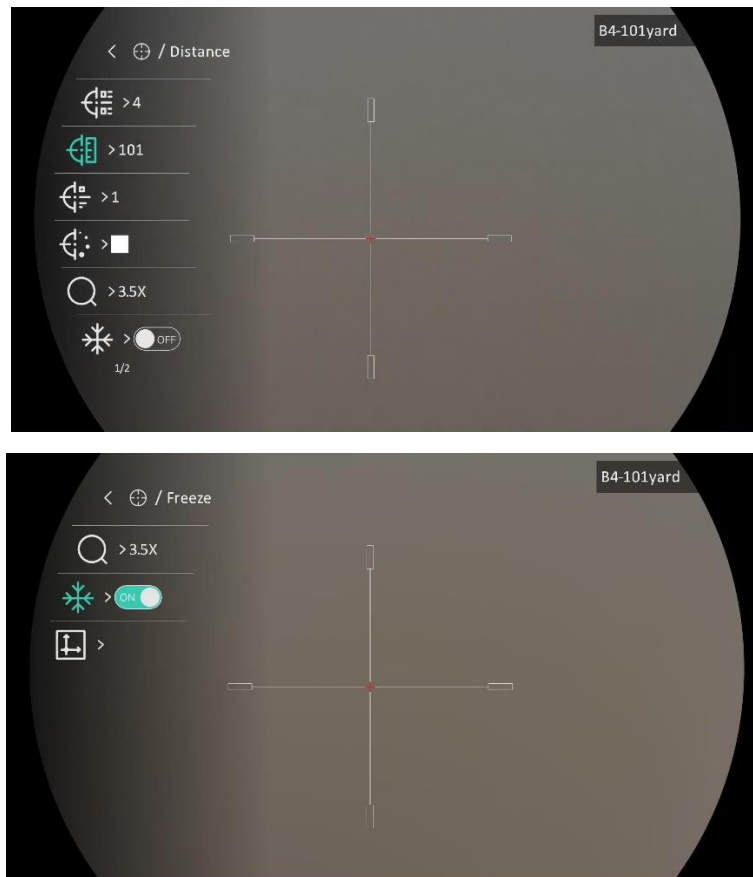 B4-101yard
< / Distance
>4
>101
>1
>
>3.5X
> OFF
1/2
B4-101yard
< / Freeze
>3.5X
> ON
>